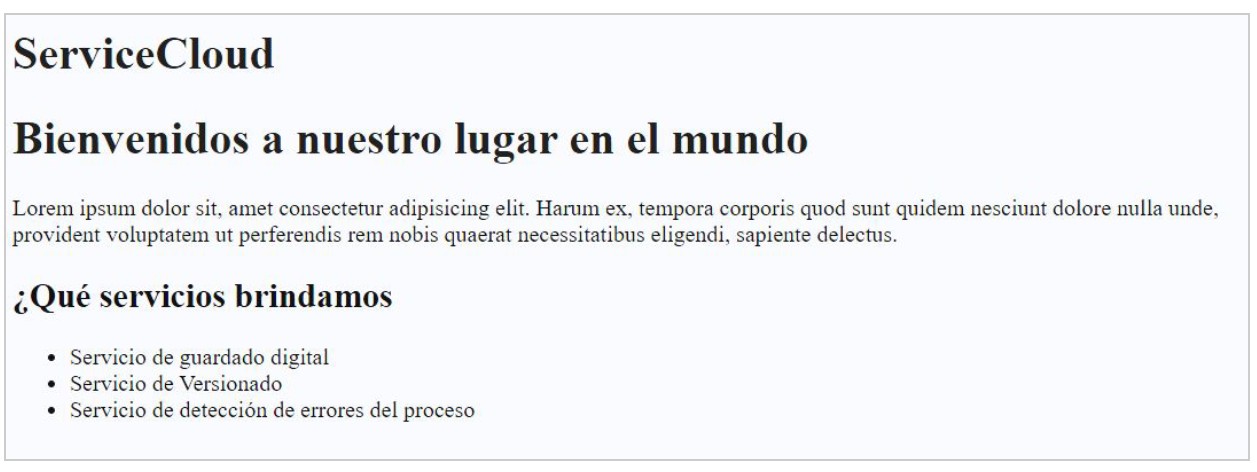 ServiceCloud
Bienvenidos a nuestro lugar en el mundo
Lorem ipsum dolor sit, amet consectetur adipisicing elit. Harum ex, tempora corporis quod sunt quidem nesciunt dolore nulla unde,
provident voluptatem ut perferendis rem nobis quaerat necessitatibus eligendi, sapiente delectus.
¿Qué servicios brindamos
• Servicio de guardado digital
• Servicio de Versionado
• Servicio de detección de errores del proceso